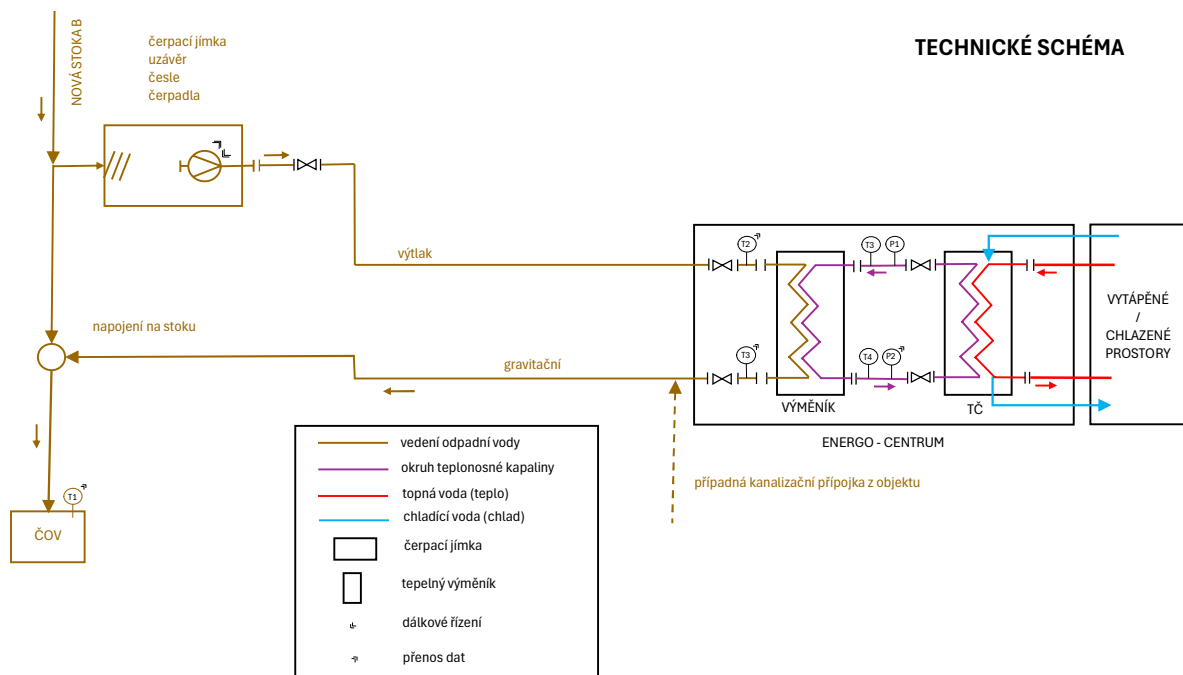 TECHNICKÉ SCHÉMA
NOVÁ STOKA B
čerpací jímka
uzávěr
česle
čerpadla
výtlak
napojení na stoku
gravitační
T2
T3
P1
T3
T4
P2
VÝMĚNÍK
TČ
ENERGO - CENTRUM
VYTÁPĚNÉ
/
CHLAZENÉ
PROSTORY
případná kanalizační přípojka z objektu
T1
ČOV
vedení odpadní vody
okruh teplonosné kapaliny
topná voda (teplo)
chladící voda (chlad)
čerpací jímka
tepelný výměník
dálkové řízení
přenos dat